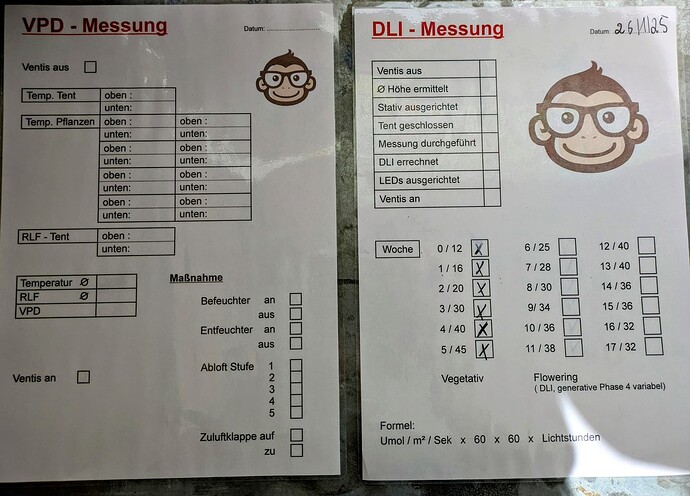 VPD - Messung
Datum: ........................
Ventis aus
Temp. Tent oben :
unten:
Temp. Pflanzen oben : oben :
unten: unten:
oben : oben :
unten: unten:
oben : oben :
unten: unten:
oben : oben :
unten: unten:
RLF - Tent oben :
unten:
Temperatur Ø
RLF Ø
VPD
Maßnahme
Befeuchter an
aus
Entfeuchter an
aus
Abloft Stufe 1
2
3
4
5
Ventis an
Zuluftklappe auf
zu
DLI - Messung
Datum: 26/1/25
Ventis aus
Ø Höhe ermittelt
Stativ ausgerichtet
Tent geschlossen
Messung durchgeführt
DLI errechnet
LEDs ausgerichtet
Ventis an
Woche 0 / 12 X 6 / 25 12 / 40
1 / 16 X 7 / 28 13 / 40
2 / 20 X 8 / 30 14 / 36
3 / 30 X 9/ 34 15 / 36
4 / 40 X 10 / 36 16 / 32
5 / 45 X 11 / 38 17 / 32
Vegetativ Flowering
( DLI, generative Phase 4 variabel)
Formel:
Umol / m² / Sek x 60 x 60 x Lichtstunden